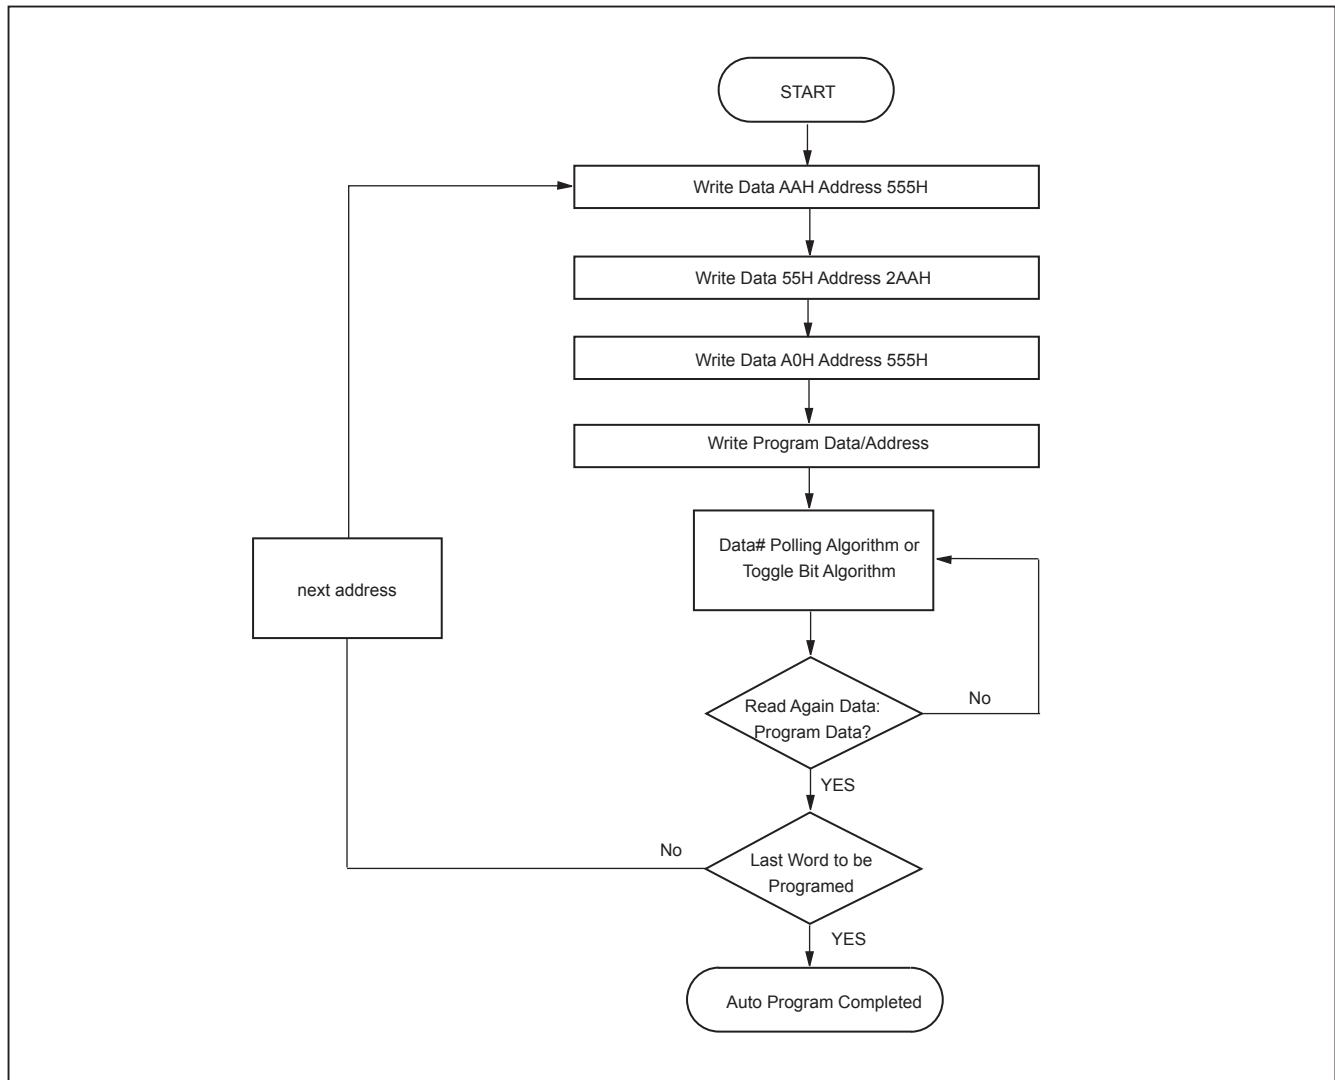 START
Write Data AAH Address 555H
Write Data 55H Address 2AAH
Write Data A0H Address 555H
Write Program Data/Address
Data# Polling Algorithm or
Toggle Bit Algorithm
next address
Read Again Data:
Program Data?
No
YES
No
Last Word to be
Programed
YES
Auto Program Completed